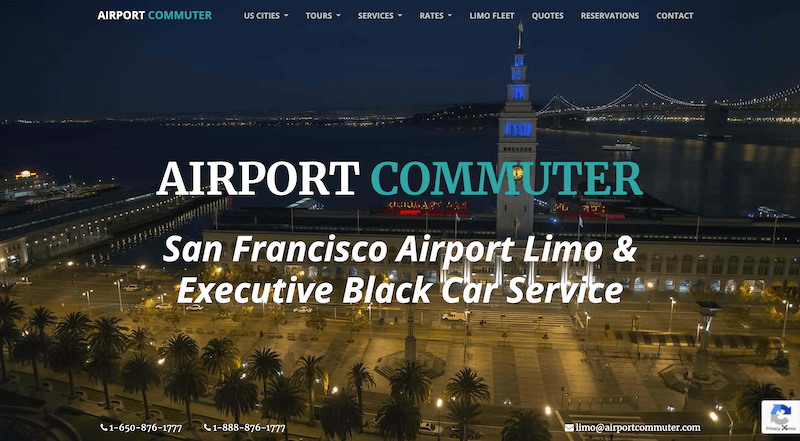 AIRPORT COMMUTER US CITIES TOURS SERVICES RATES LIMO FLEET QUOTES RESERVATIONS CONTACT
AIRPORT COMMUTER
San Francisco Airport Limo &
Executive Black Car Service
1-650-876-1777 1-888-876-1777 limo@airportcommuter.com